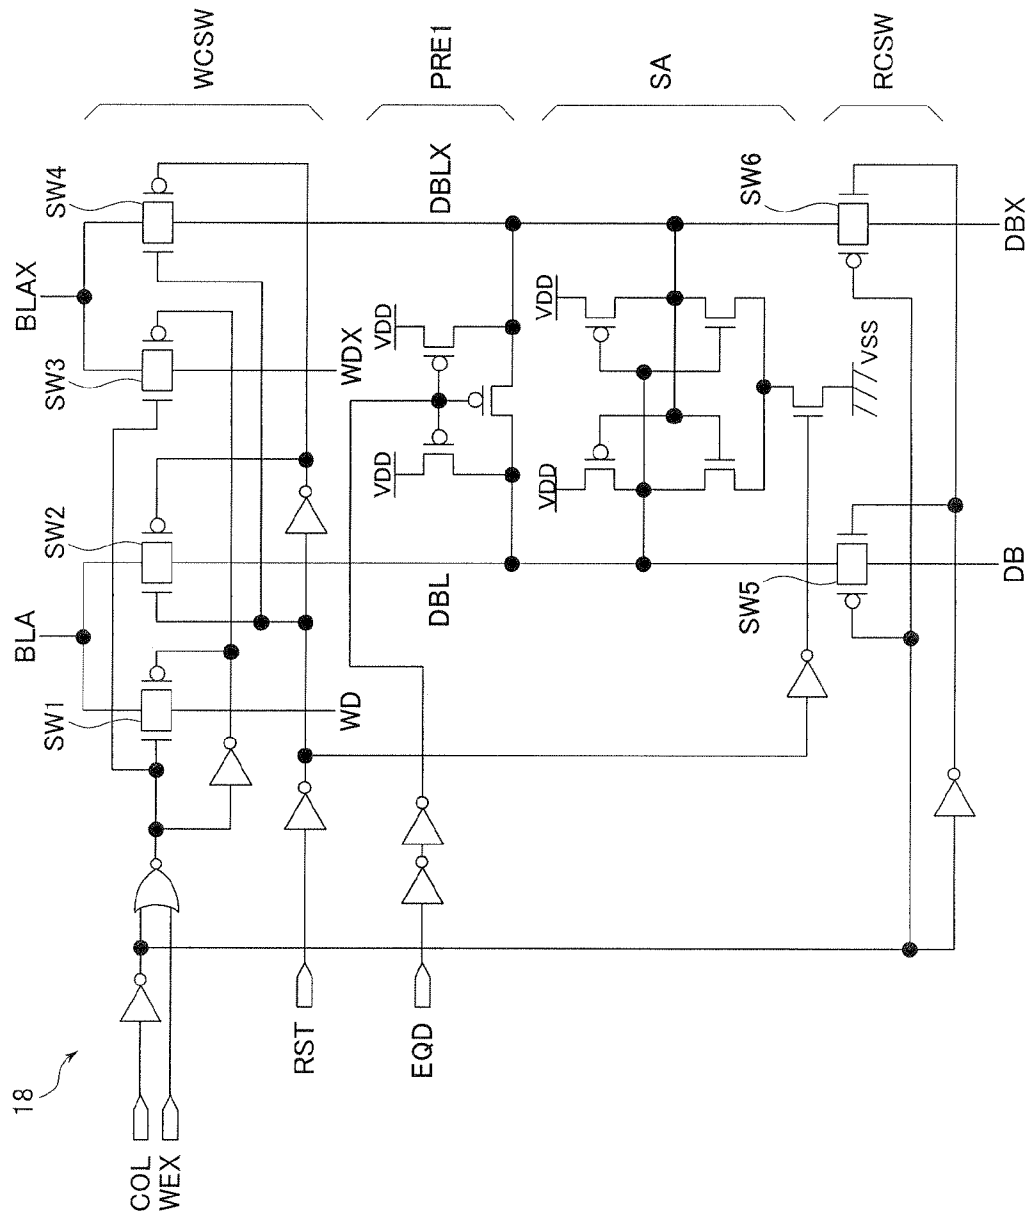 18
COL
WEX
RST
EQD
BLA
BLAX
SW1
SW2
SW3
SW4
WCSW
WD
WDX
VDD
VDD
PRE1
DBL
DBLX
VDD
VDD
SA
VSS
SW5
SW6
RCSW
DB
DBX